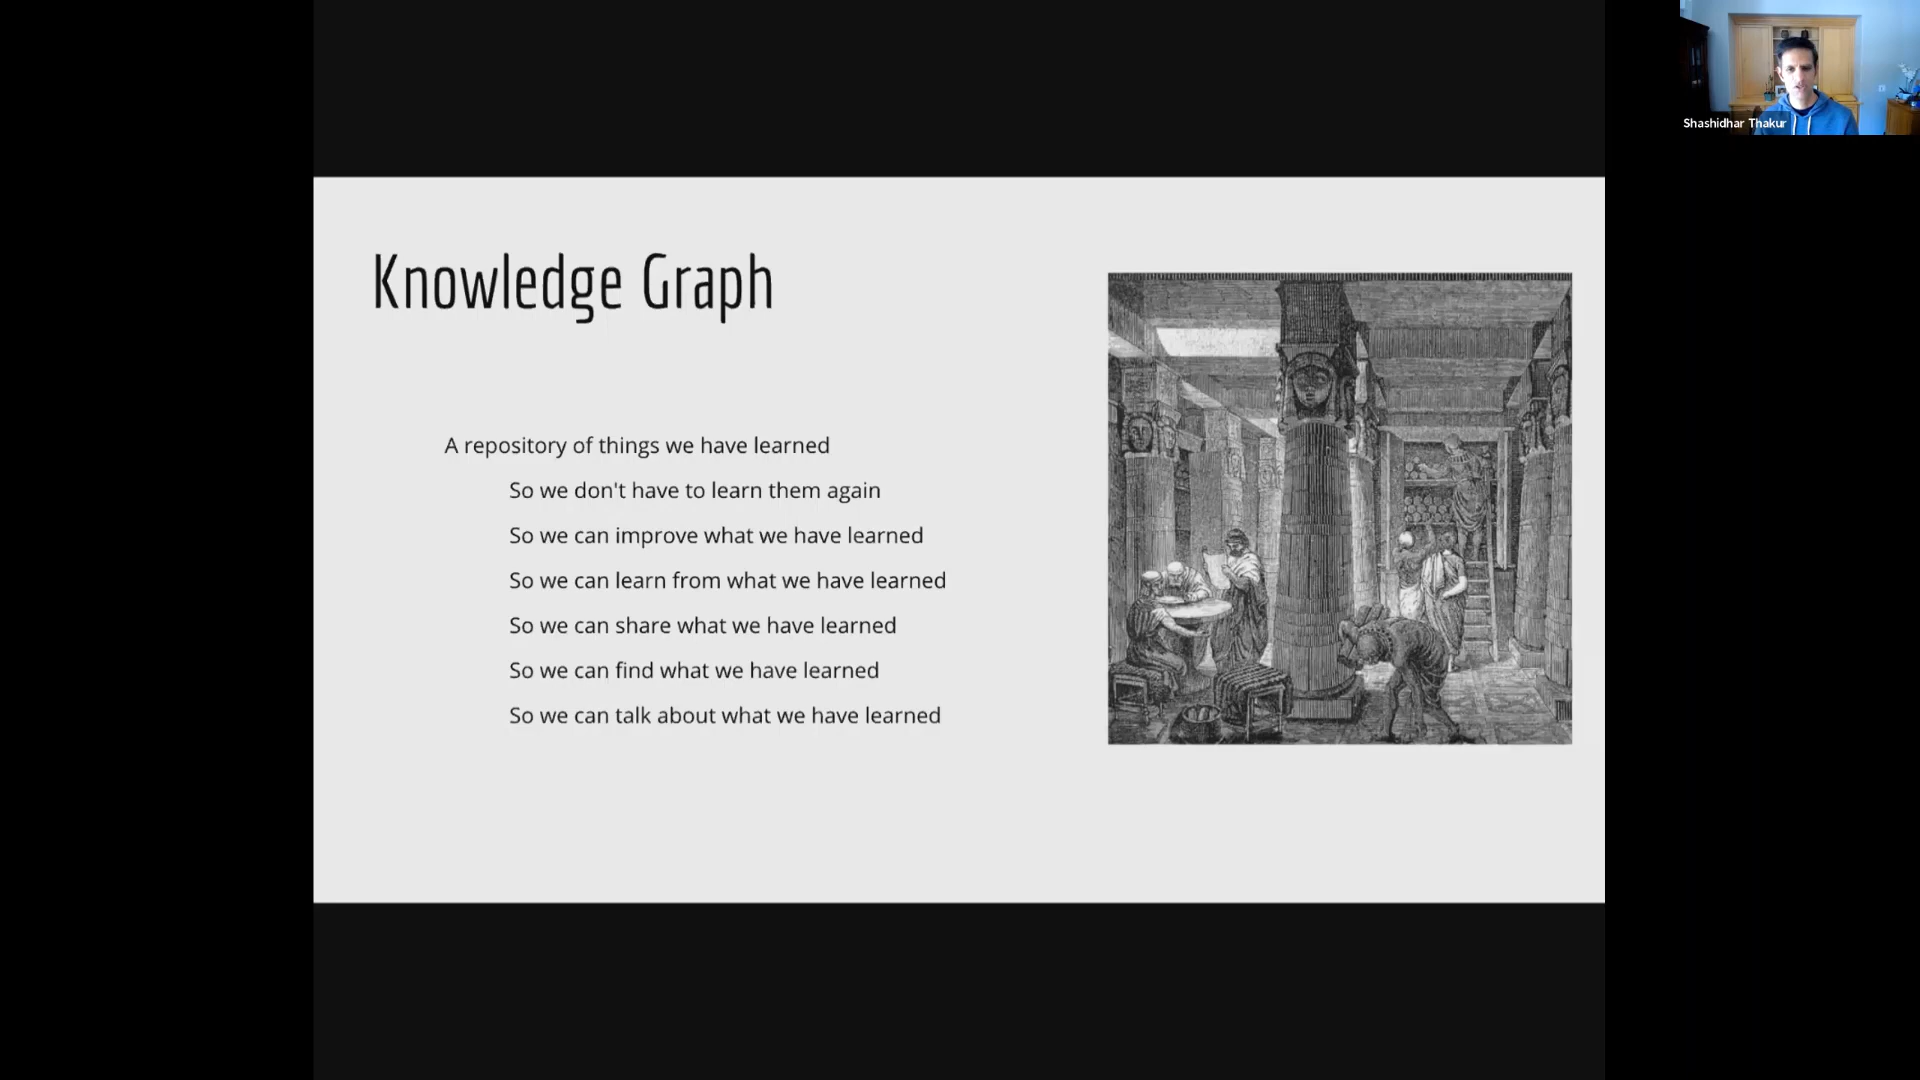 Shashidhar Thakur
Knowledge Graph
A repository of things we have learned
So we don't have to learn them again
So we can improve what we have learned
So we can learn from what we have learned
So we can share what we have learned
So we can find what we have learned
So we can talk about what we have learned